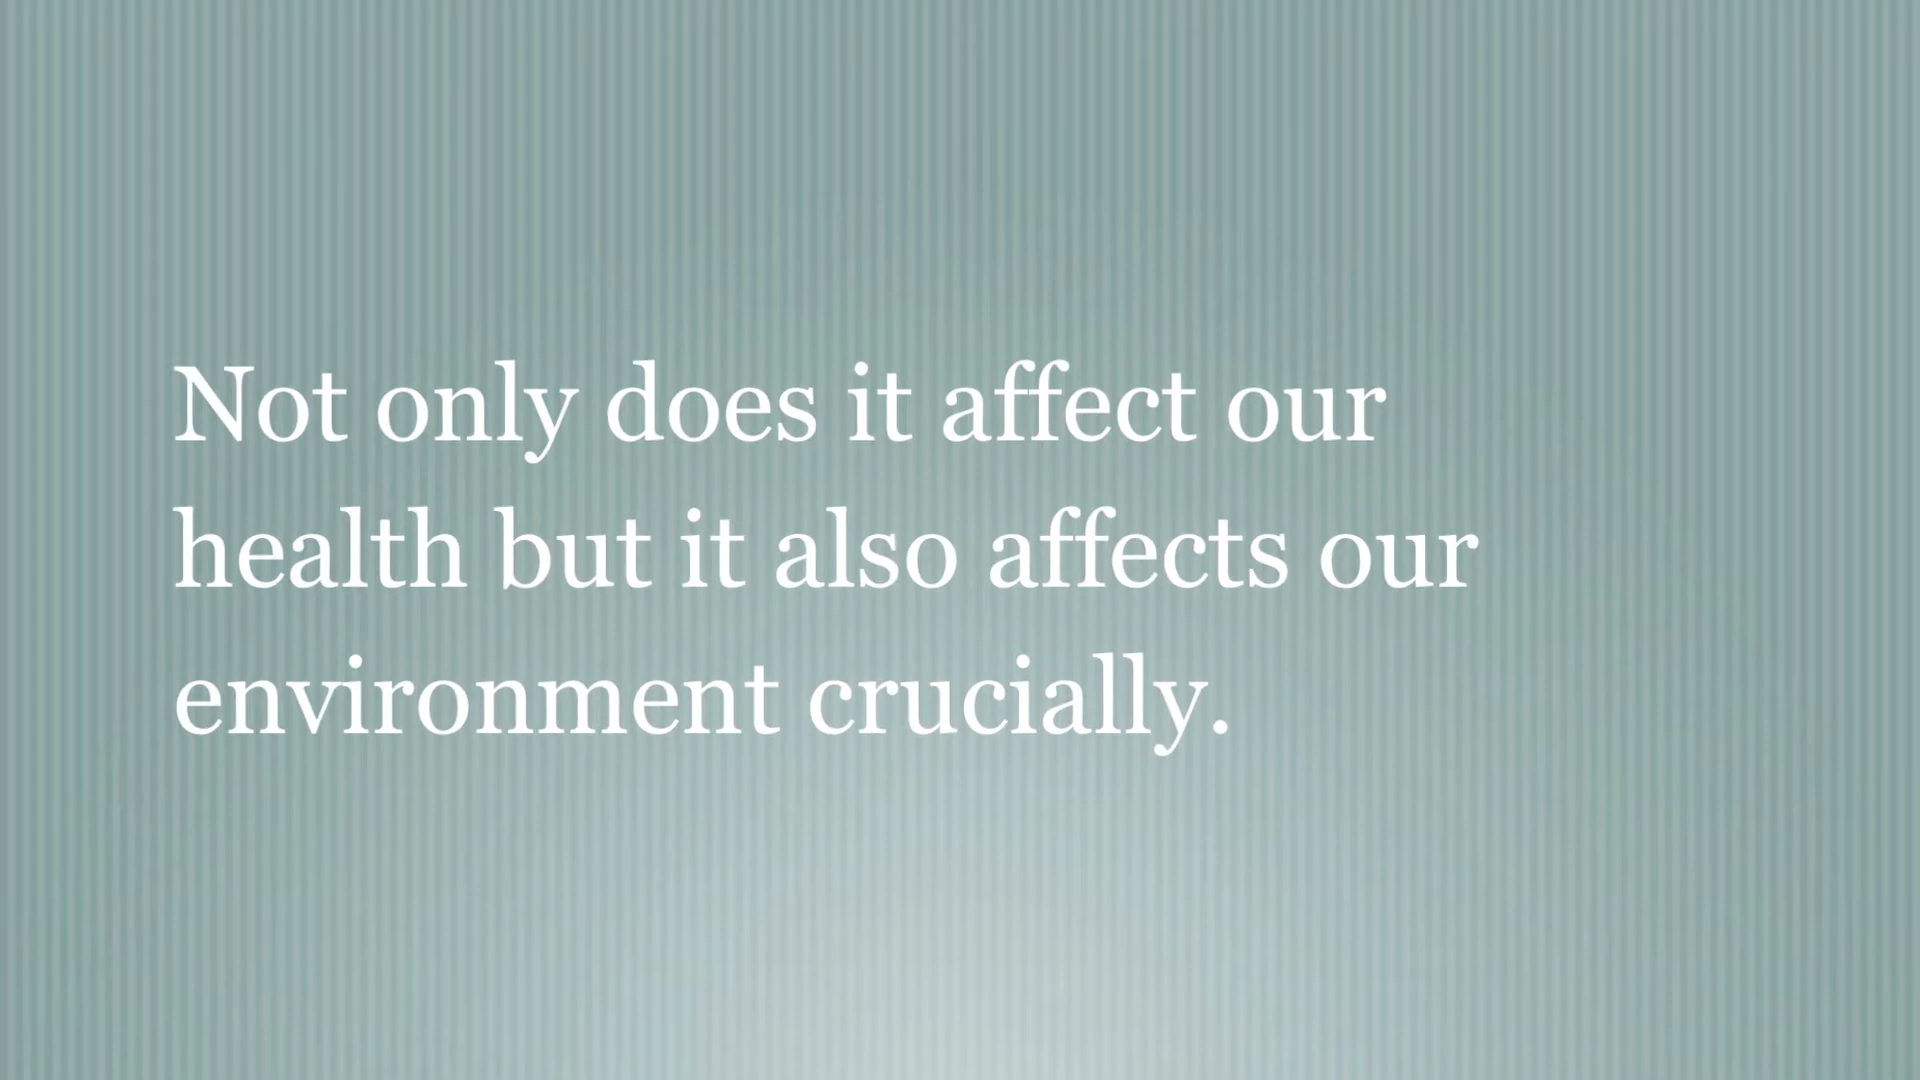 Not only does it affect our
health but it also affects our
environment crucially.